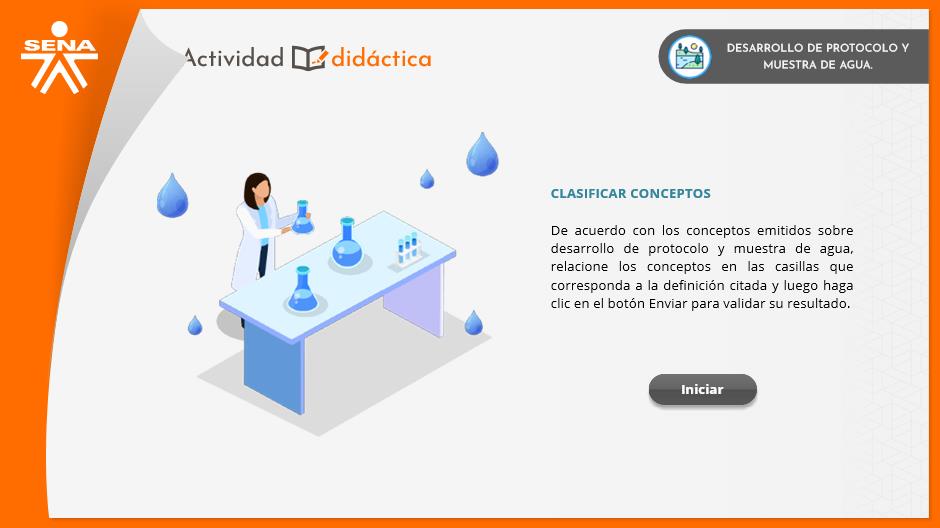 SENA
Actividad didáctica
DESARROLLO DE PROTOCOLO Y
MUESTRA DE AGUA.
CLASIFICAR CONCEPTOS
De acuerdo con los conceptos emitidos sobre
desarrollo de protocolo y muestra de agua,
relacione los conceptos en las casillas que
corresponda a la definición citada y luego haga
clic en el botón Enviar para validar su resultado.
Iniciar